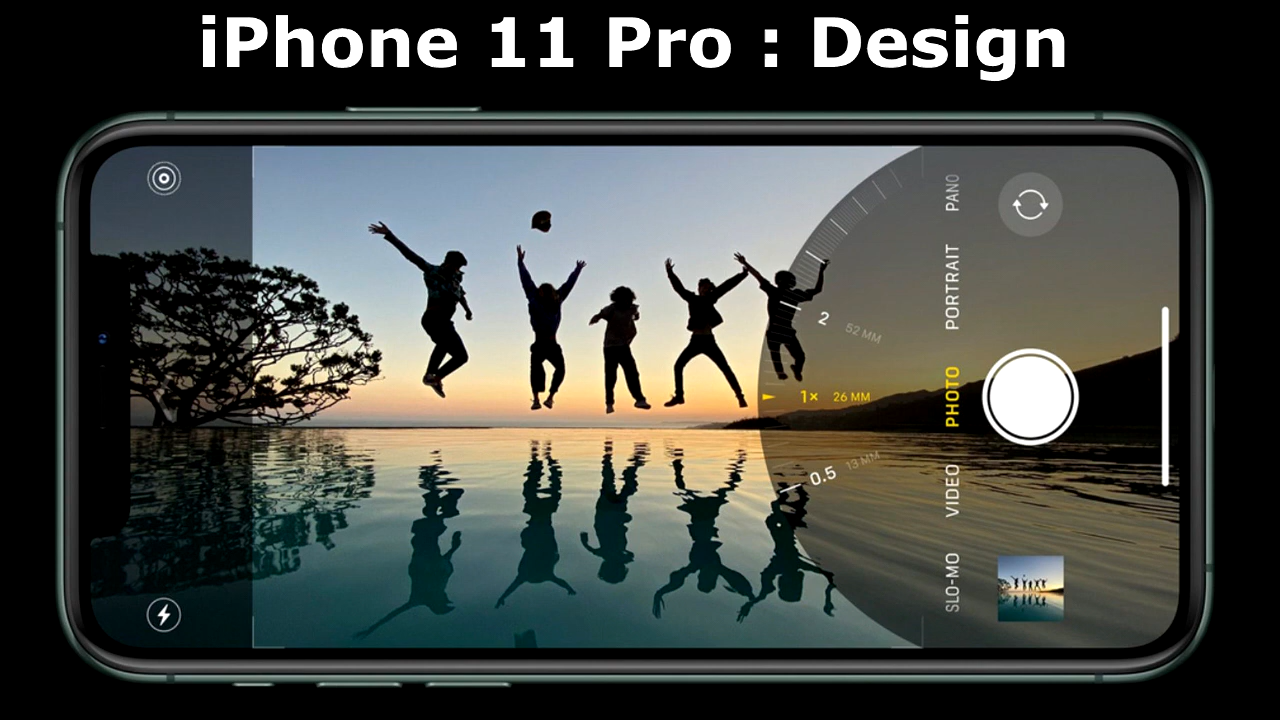 iPhone 11 Pro : Design
PANO
PORTRAIT
PHOTO
VIDEO
SLO-MO
2 52 MM
1× 26 MM
0.5 13 MM